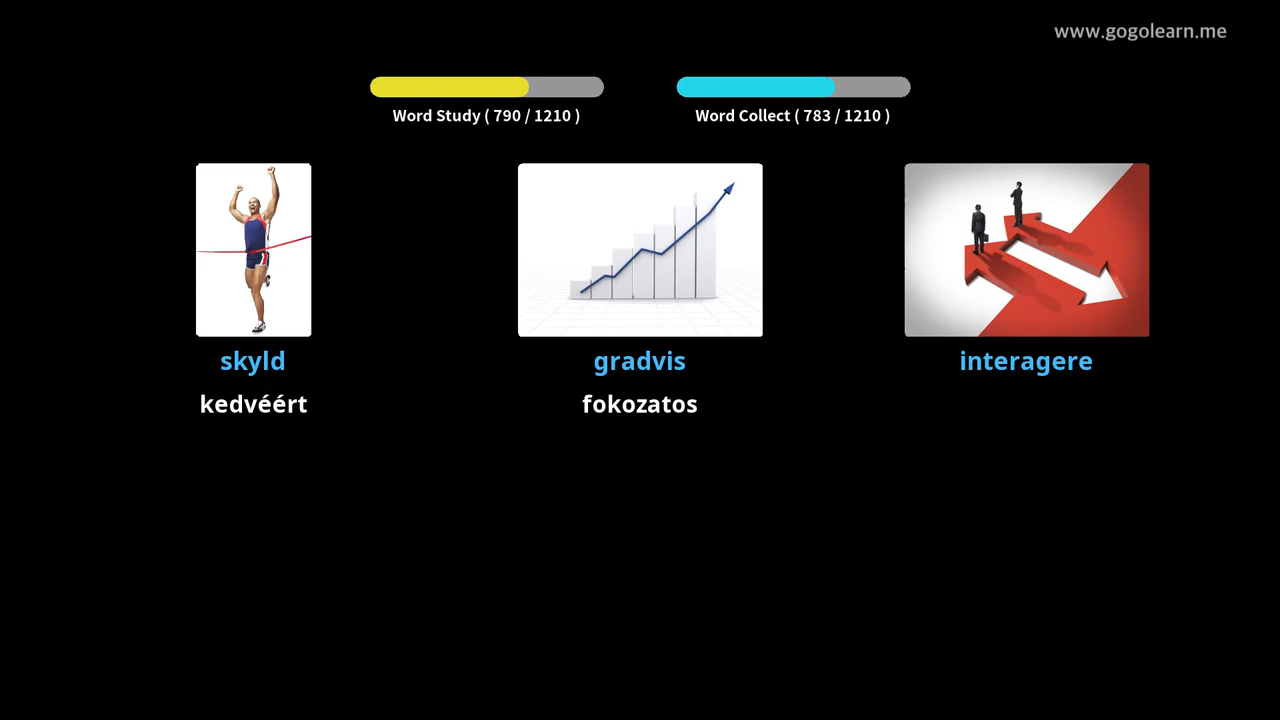 www.gogolearn.me
Word Study ( 790 / 1210 )
Word Collect ( 783 / 1210 )
skyld
gradvis
interagere
kedvéért
fokozatos